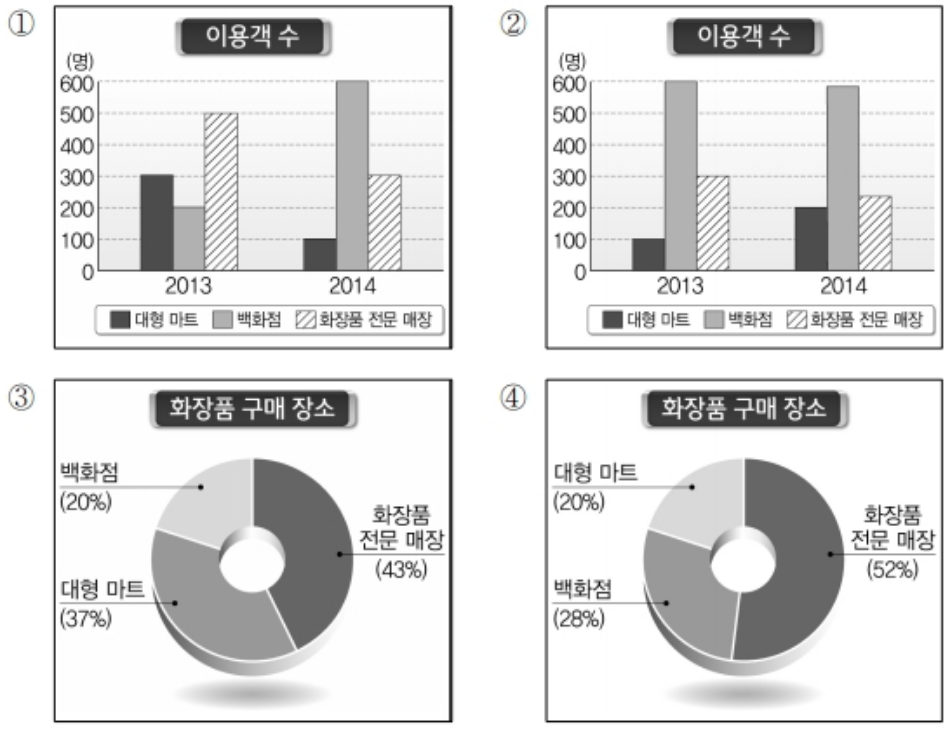 ①
이용객 수
(명)
600
500
400
300
200
100
0
2013 2014
대형 마트 백화점 화장품 전문 매장
②
이용객 수
(명)
600
500
400
300
200
100
0
2013 2014
대형 마트 백화점 화장품 전문 매장
③
화장품 구매 장소
백화점
(20%)
화장품
전문 매장
(43%)
대형 마트
(37%)
④
화장품 구매 장소
대형 마트
(20%)
화장품
전문 매장
(52%)
백화점
(28%)